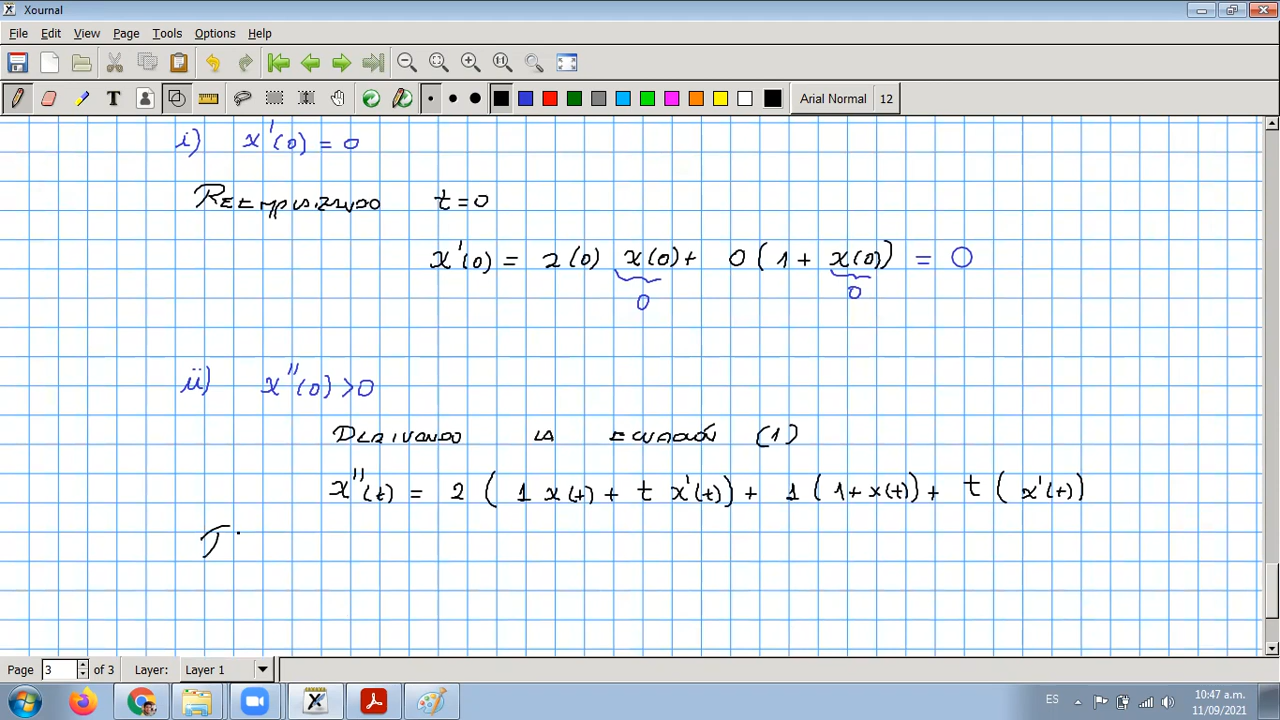 Xournal
File Edit View Page Tools Options Help
Arial Normal 12
i) x'(0) = 0
Reemplazando t=0
x'(0) = 2(0) x(0)+ 0(1+ x(0)) = 0
0 0
ii) x''(0) >0
Derivando la ecuación (1)
x''(t) = 2 ( 1 x(t) + t x'(t)) + 1 (1+ x(t)) + t ( x'(t))
Page 3 of 3 Layer: Layer 1
ES 10:47 a.m.
11/09/2021